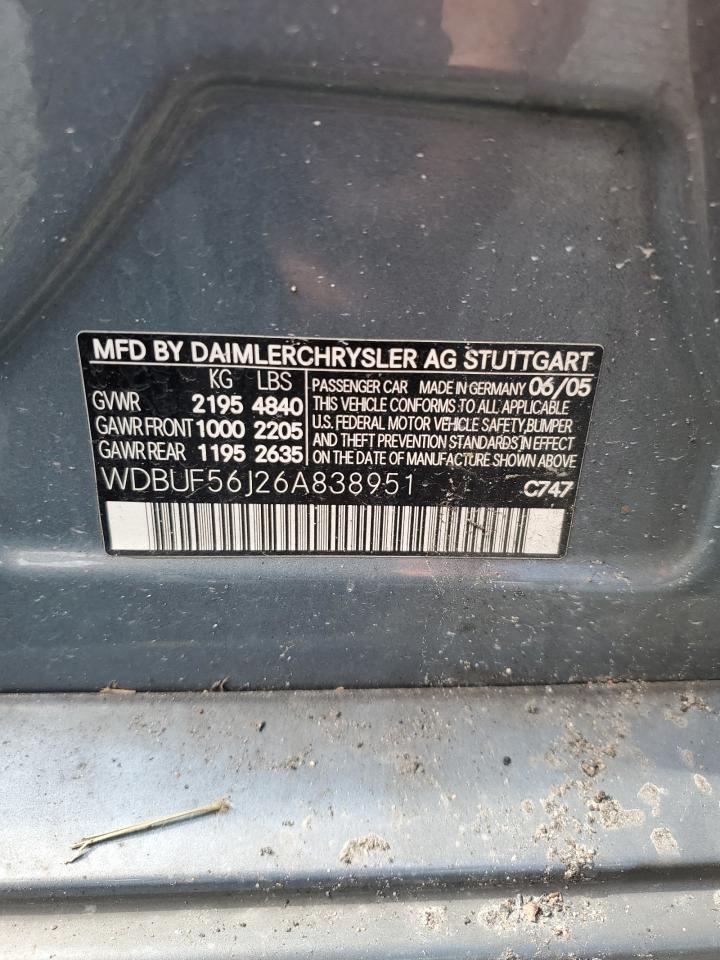 MFD BY DAIMLERCHRYSLER AG STUTTGART
KG LBS
GVWR 2195 4840
GAWR FRONT 1000 2205
GAWR REAR 1195 2635
PASSENGER CAR MADE IN GERMANY 06/05
THIS VEHICLE CONFORMS TO ALL APPLICABLE
U.S. FEDERAL MOTOR VEHICLE SAFETY, BUMPER
AND THEFT PREVENTION STANDARDS IN EFFECT
ON THE DATE OF MANUFACTURE SHOWN ABOVE
WDBUF56J26A838951 C747